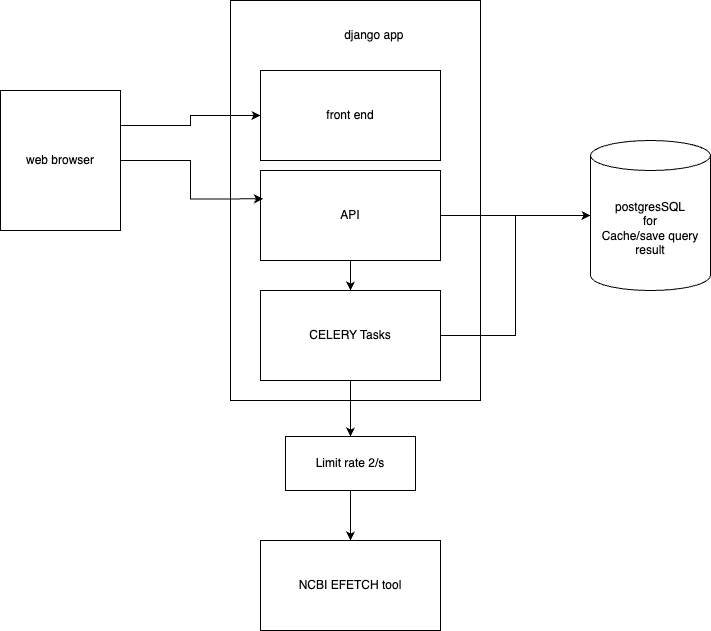 django app
front end
web browser
API
postgresSQL
for
Cache/save query
result
CELERY Tasks
Limit rate 2/s
NCBI EFETCH tool